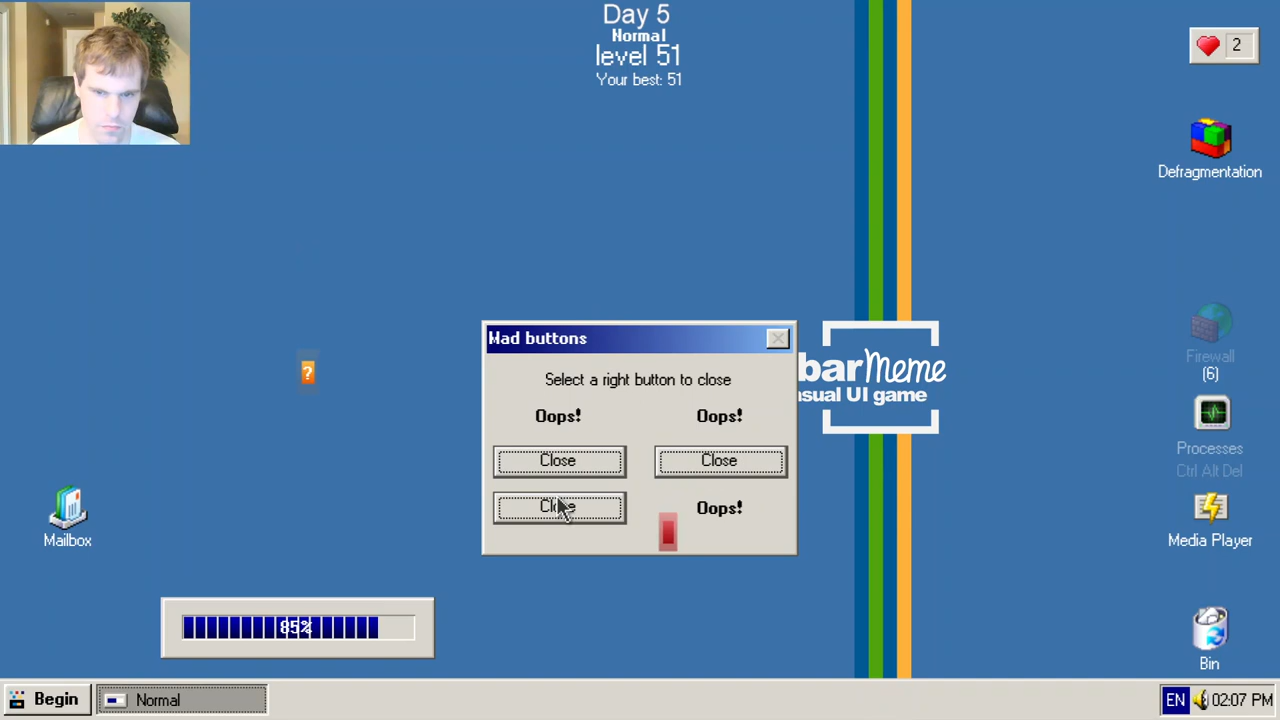 Day 5
Normal
level 51
Your best: 51
2
Defragmentation
Mad buttons
Select a right button to close
Oops! Oops!
Close Close
Oops!
?
barMeme
sual UI game
Firewall
(6)
Processes
Ctrl Alt Del
Media Player
Mailbox
85%
Bin
Begin
Normal
EN
02:07 PM